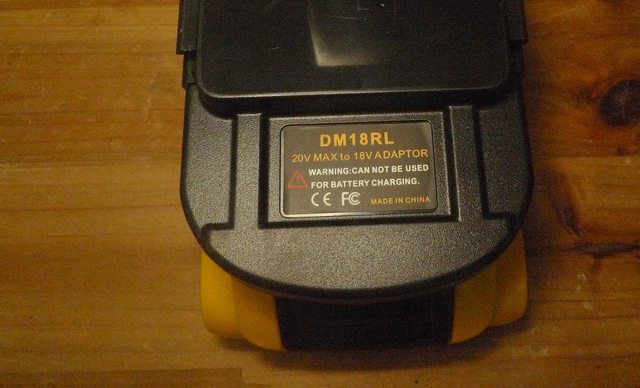 DM18RL
20V MAX to 18V ADAPTOR
WARNING:CAN NOT BE USED
FOR BATTERY CHARGING.
CE FC MADE IN CHINA